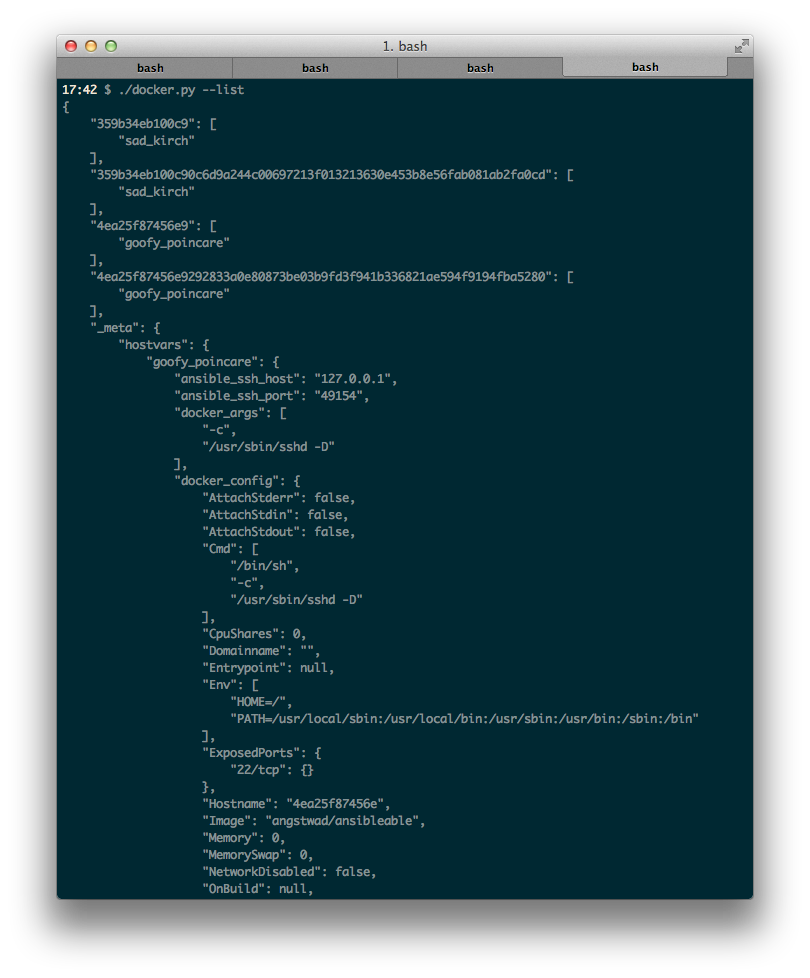 1. bash
bash bash bash bash
17:42 $ ./docker.py --list
{
    "359b34eb100c9": [
        "sad_kirch"
    ],
    "359b34eb100c90c6d9a244c00697213f013213630e453b8e56fab081ab2fa0cd": [
        "sad_kirch"
    ],
    "4ea25f87456e9": [
        "goofy_poincare"
    ],
    "4ea25f87456e9292833a0e80873be03b9fd3f941b336821ae594f9194fba5280": [
        "goofy_poincare"
    ],
    "_meta": {
        "hostvars": {
            "goofy_poincare": {
                "ansible_ssh_host": "127.0.0.1",
                "ansible_ssh_port": "49154",
                "docker_args": [
                    "-c",
                    "/usr/sbin/sshd -D"
                ],
                "docker_config": {
                    "AttachStderr": false,
                    "AttachStdin": false,
                    "AttachStdout": false,
                    "Cmd": [
                        "/bin/sh",
                        "-c",
                        "/usr/sbin/sshd -D"
                    ],
                    "CpuShares": 0,
                    "Domainname": "",
                    "Entrypoint": null,
                    "Env": [
                        "HOME=/",
                        "PATH=/usr/local/sbin:/usr/local/bin:/usr/sbin:/usr/bin:/sbin:/bin"
                    ],
                    "ExposedPorts": {
                        "22/tcp": {}
                    },
                    "Hostname": "4ea25f87456e",
                    "Image": "angstwad/ansibleable",
                    "Memory": 0,
                    "MemorySwap": 0,
                    "NetworkDisabled": false,
                    "OnBuild": null,